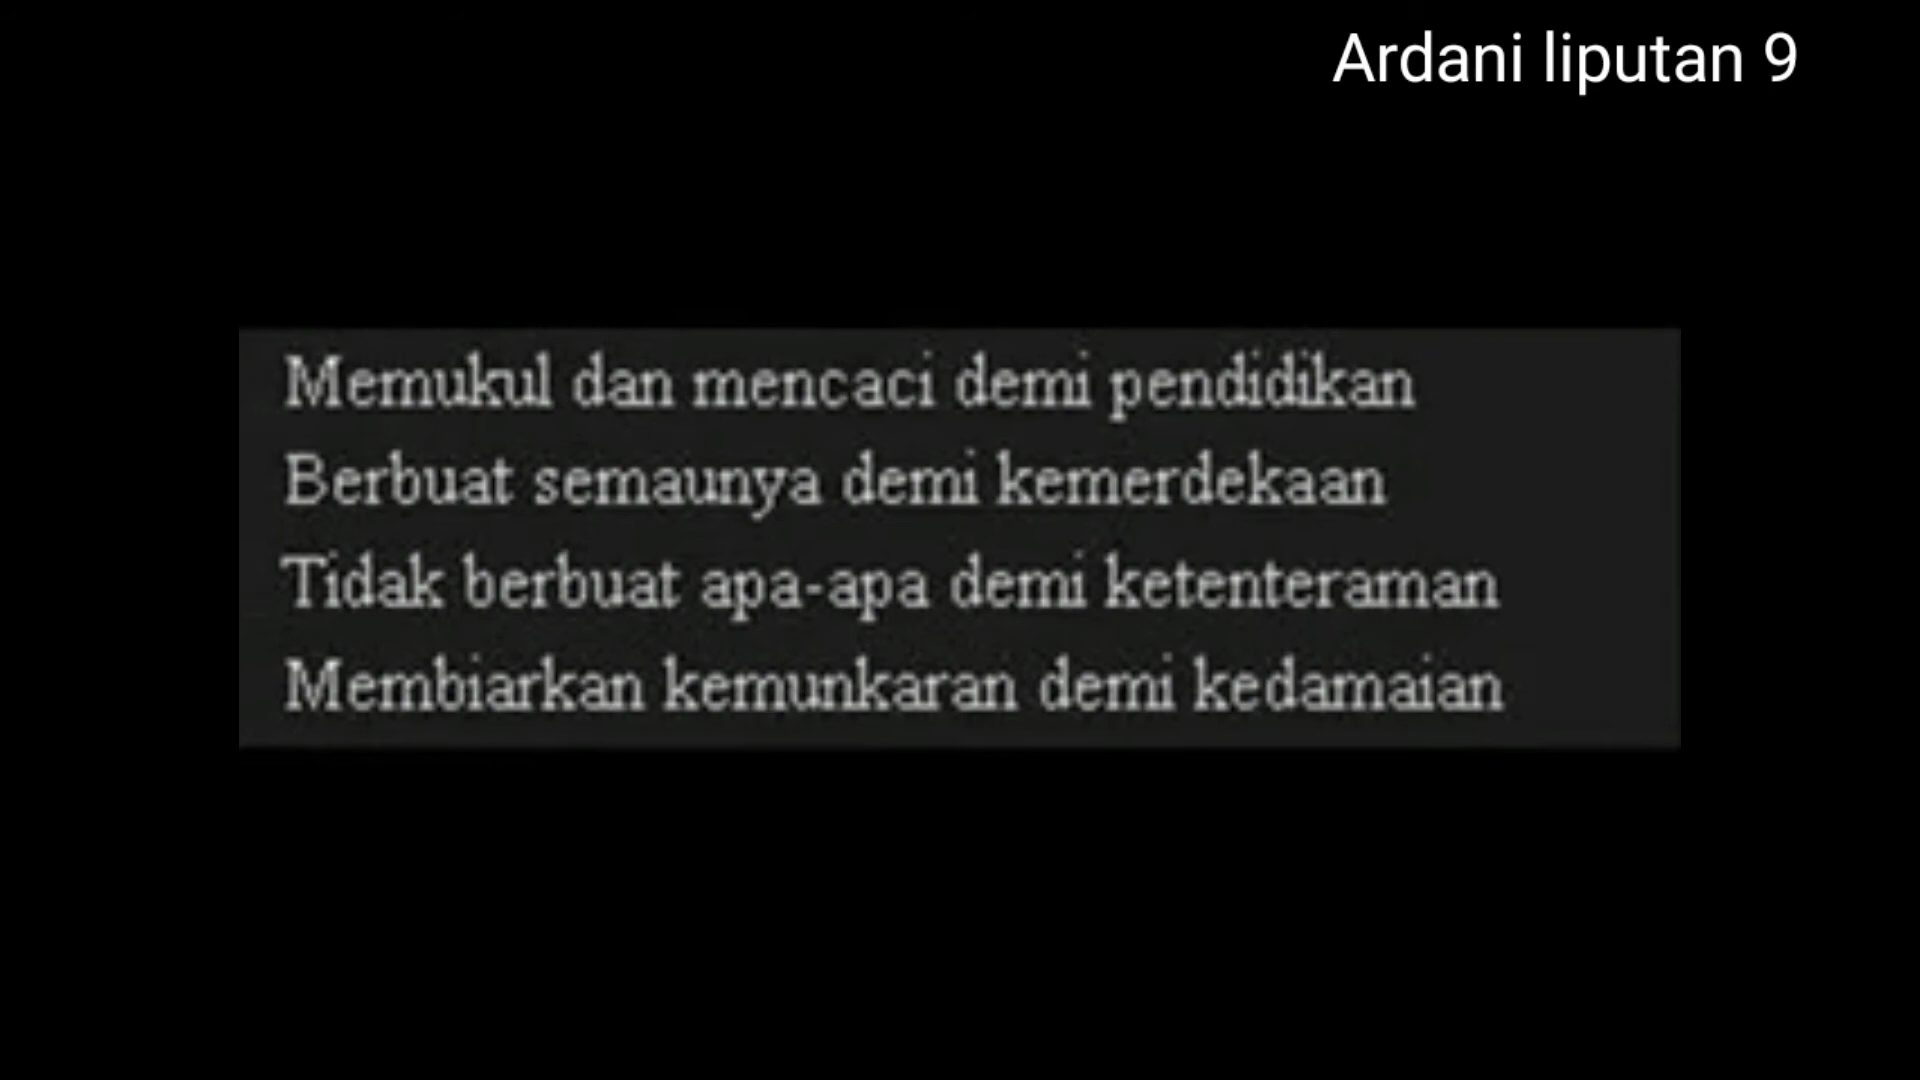 Ardani liputan 9
Memukul dan mencaci demi pendidikan
Berbuat semaunya demi kemerdekaan
Tidak berbuat apa-apa demi ketenteraman
Membiarkan kemunkaran demi kedamaian